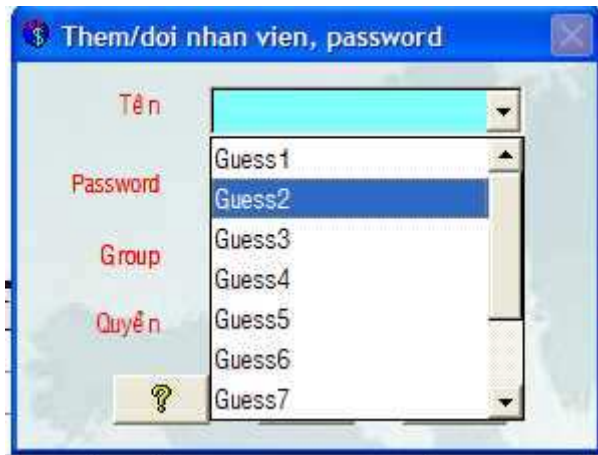 Them/doi nhan vien, password
Tên
Guess1
Password
Guess2
Guess3
Group
Guess4
Quyền
Guess5
Guess6
?
Guess7